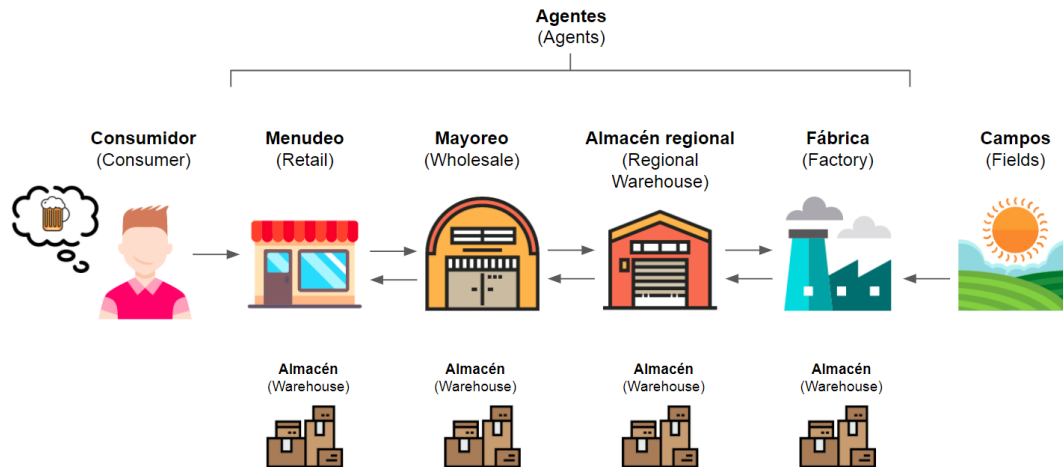 Agentes
(Agents)
Consumidor
(Consumer)
Menudeo
(Retail)
Mayoreo
(Wholesale)
Almacén regional
(Regional
Warehouse)
Fábrica
(Factory)
Campos
(Fields)
Almacén
(Warehouse)
Almacén
(Warehouse)
Almacén
(Warehouse)
Almacén
(Warehouse)